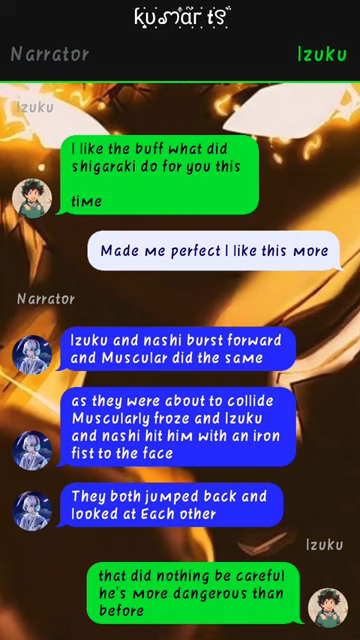 kumar ts
Narrator Izuku
Izuku
I like the buff what did
shigaraki do for you this
time
Made me perfect I like this more
Narrator
Izuku and nashi burst forward
and Muscular did the same
as they were about to collide
Muscularly froze and Izuku
and nashi hit him with an iron
fist to the face
They both jumped back and
looked at Each other
Izuku
that did nothing be careful
he's more dangerous than
before